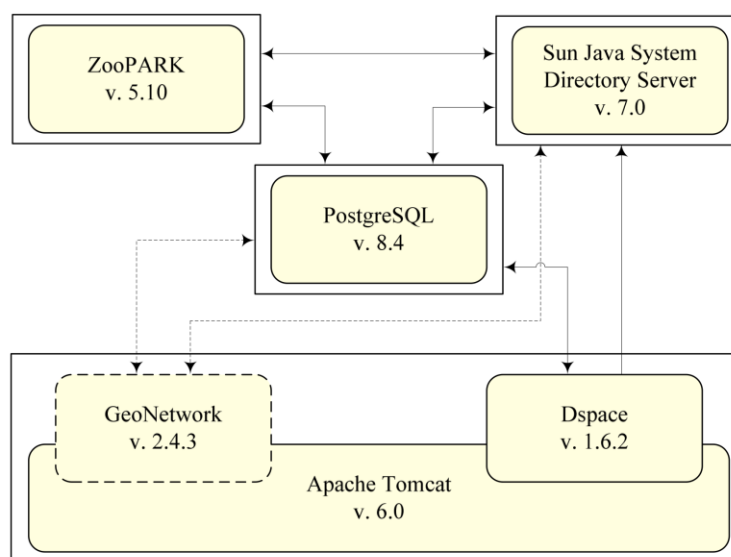 ZooPARK
v. 5.10
Sun Java System
Directory Server
v. 7.0
PostgreSQL
v. 8.4
GeoNetwork
v. 2.4.3
Dspace
v. 1.6.2
Apache Tomcat
v. 6.0